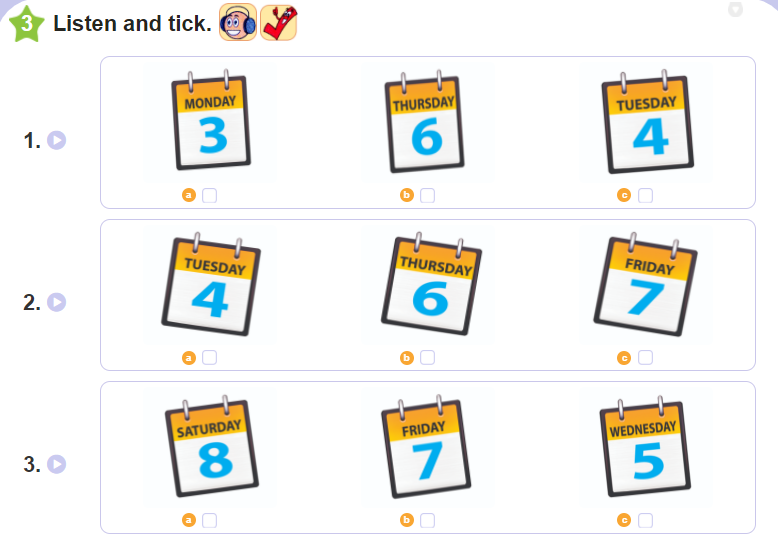 3 Listen and tick.
1.
MONDAY
3
a
THURSDAY
6
b
TUESDAY
4
c
2.
TUESDAY
4
a
THURSDAY
6
b
FRIDAY
7
c
3.
SATURDAY
8
a
FRIDAY
7
b
WEDNESDAY
5
c